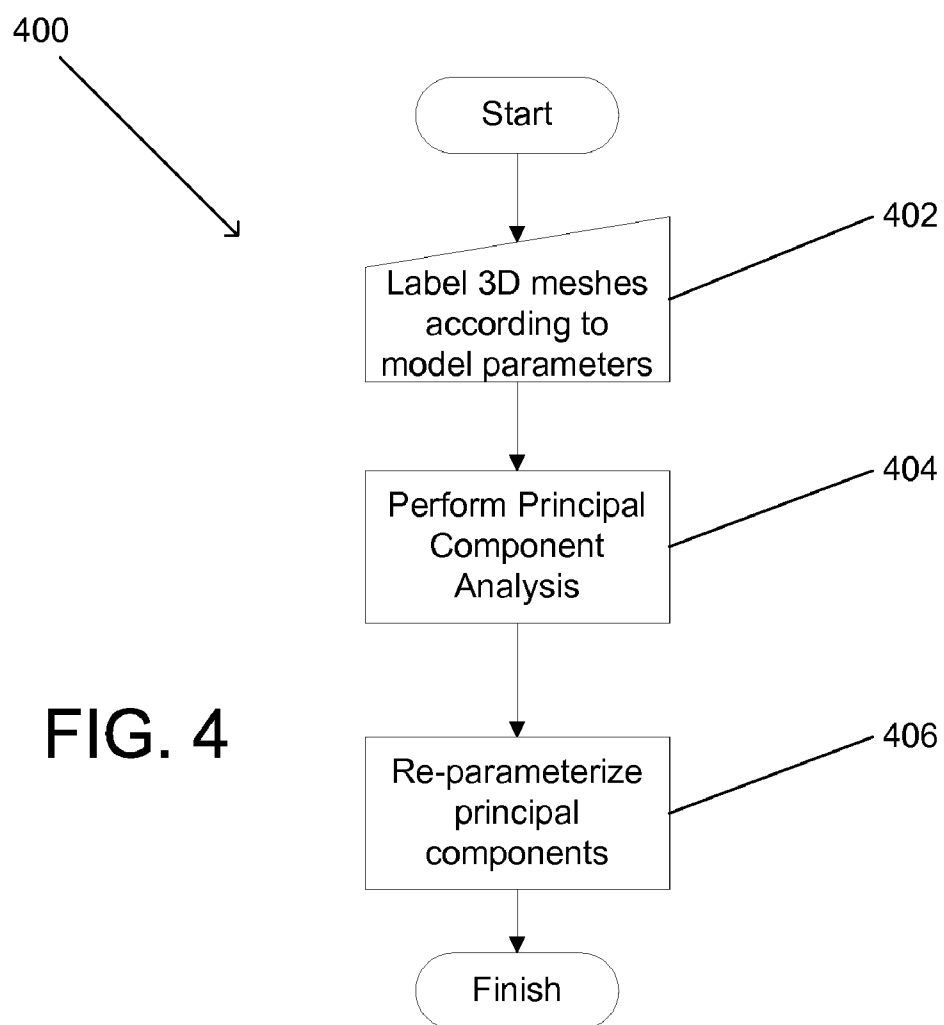 400
Start
402
Label 3D meshes
according to
model parameters
404
Perform Principal
Component
Analysis
FIG. 4
406
Re-parameterize
principal
components
Finish